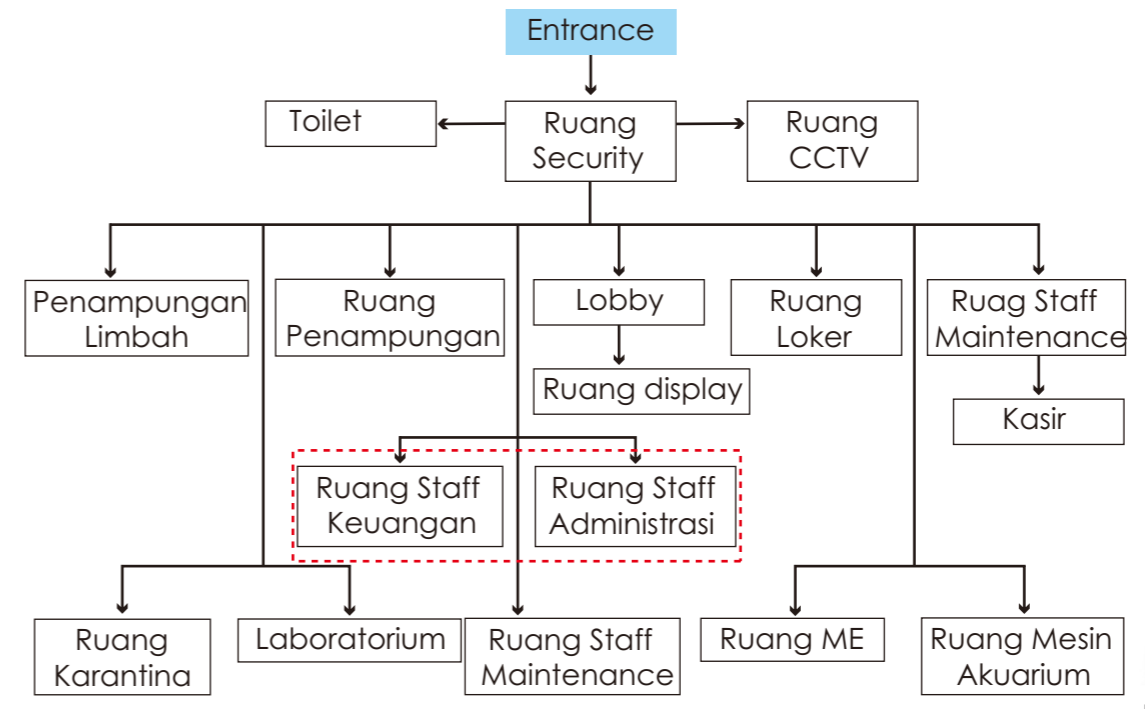 Entrance
Toilet
Ruang
Security
Ruang
CCTV
Penampungan
Limbah
Ruang
Penampungan
Lobby
Ruang
Loker
Ruag Staff
Maintenance
Ruang display
Kasir
Ruang Staff
Keuangan
Ruang Staff
Administrasi
Ruang
Karantina
Laboratorium
Ruang Staff
Maintenance
Ruang ME
Ruang Mesin
Akuarium